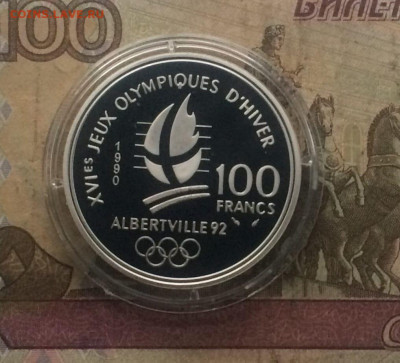 100
БИЛЕТ
XVIES JEUX OLYMPIQUES D'HIVER
1990
100
FRANCS
ALBERTVILLE 92